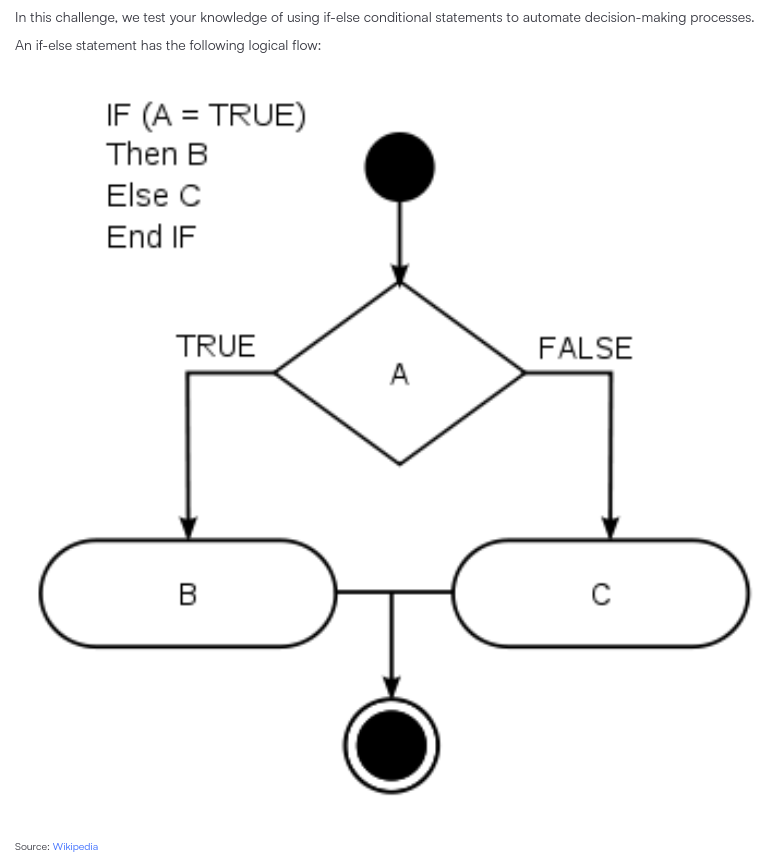 In this challenge, we test your knowledge of using if-else conditional statements to automate decision-making processes.
An if-else statement has the following logical flow:
IF (A = TRUE)
Then B
Else C
End IF
TRUE
FALSE
A
B
C
Source: Wikipedia